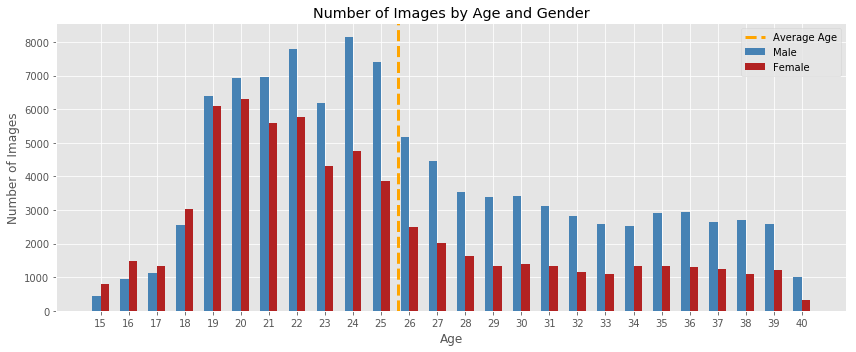 Number of Images by Age and Gender
Average Age
Male
Female
Number of Images
8000
7000
6000
5000
4000
3000
2000
1000
0
15 16 17 18 19 20 21 22 23 24 25 26 27 28 29 30 31 32 33 34 35 36 37 38 39 40
Age